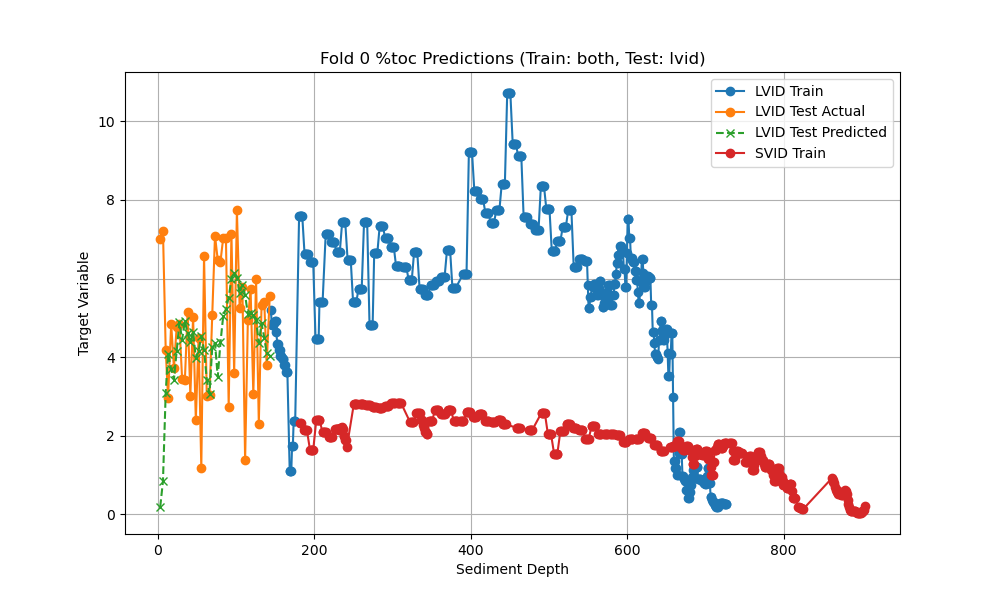 Fold 0 %toc Predictions (Train: both, Test: lvid)
LVID Train
LVID Test Actual
LVID Test Predicted
SVID Train
Target Variable
10
8
6
4
2
0
0 200 400 600 800
Sediment Depth